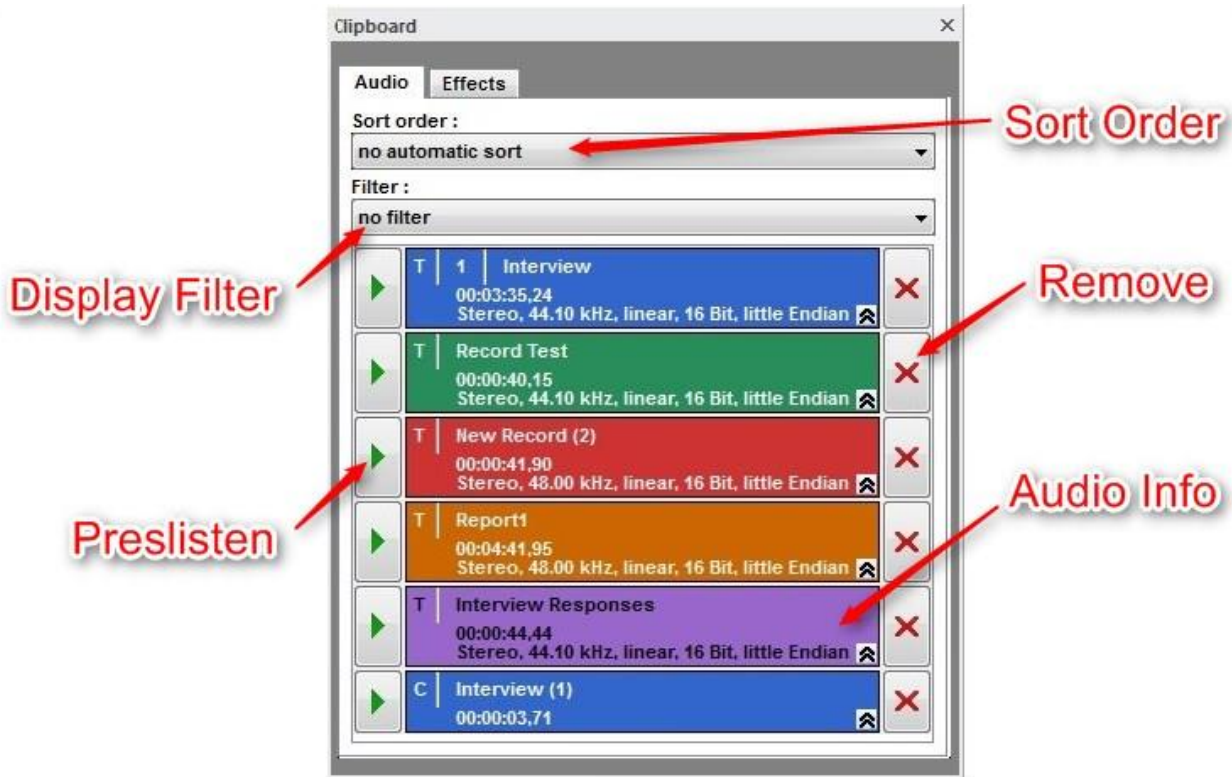 Clipboard
Audio
Effects
Sort order :
no automatic sort
Sort Order
Filter :
no filter
Display Filter
T 1 Interview
00:03:35,24
Stereo, 44.10 kHz, linear, 16 Bit, little Endian
Remove
T Record Test
00:00:40,15
Stereo, 44.10 kHz, linear, 16 Bit, little Endian
T New Record (2)
00:00:41,90
Stereo, 48.00 kHz, linear, 16 Bit, little Endian
Preslisten
Audio Info
T Report1
00:04:41,95
Stereo, 48.00 kHz, linear, 16 Bit, little Endian
T Interview Responses
00:00:44,44
Stereo, 44.10 kHz, linear, 16 Bit, little Endian
C Interview (1)
00:00:03,71